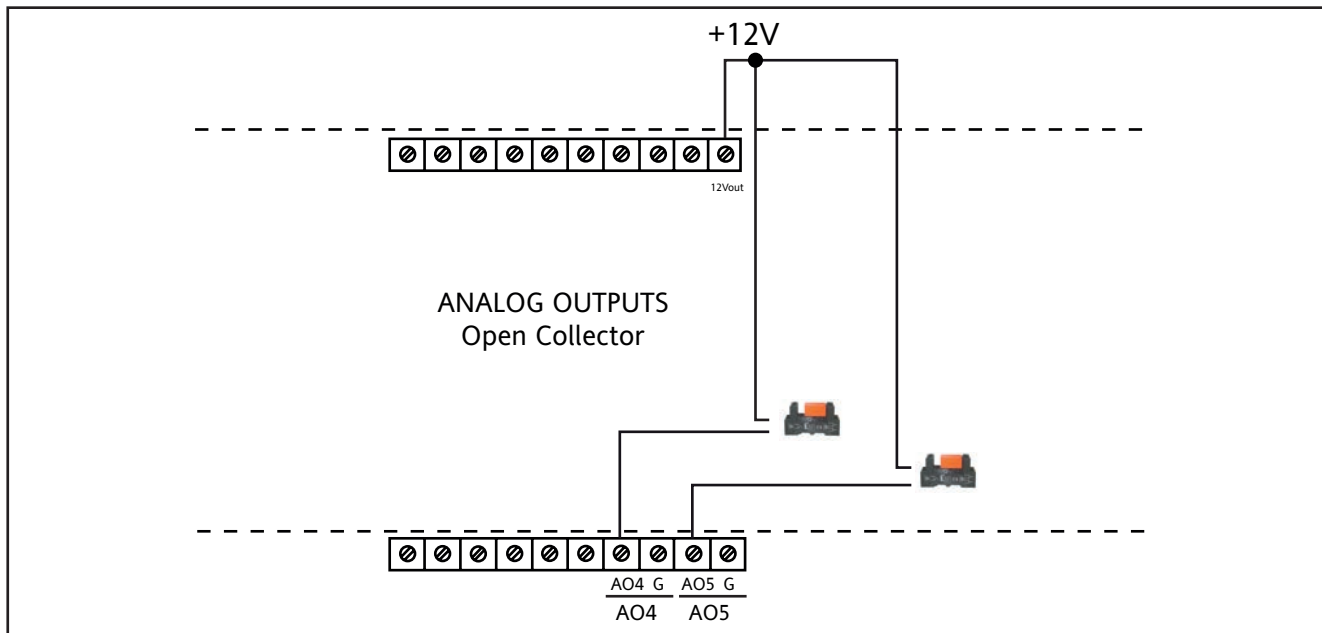 +12V
12Vout
ANALOG OUTPUTS
Open Collector
AO4 G AO5 G
AO4 AO5